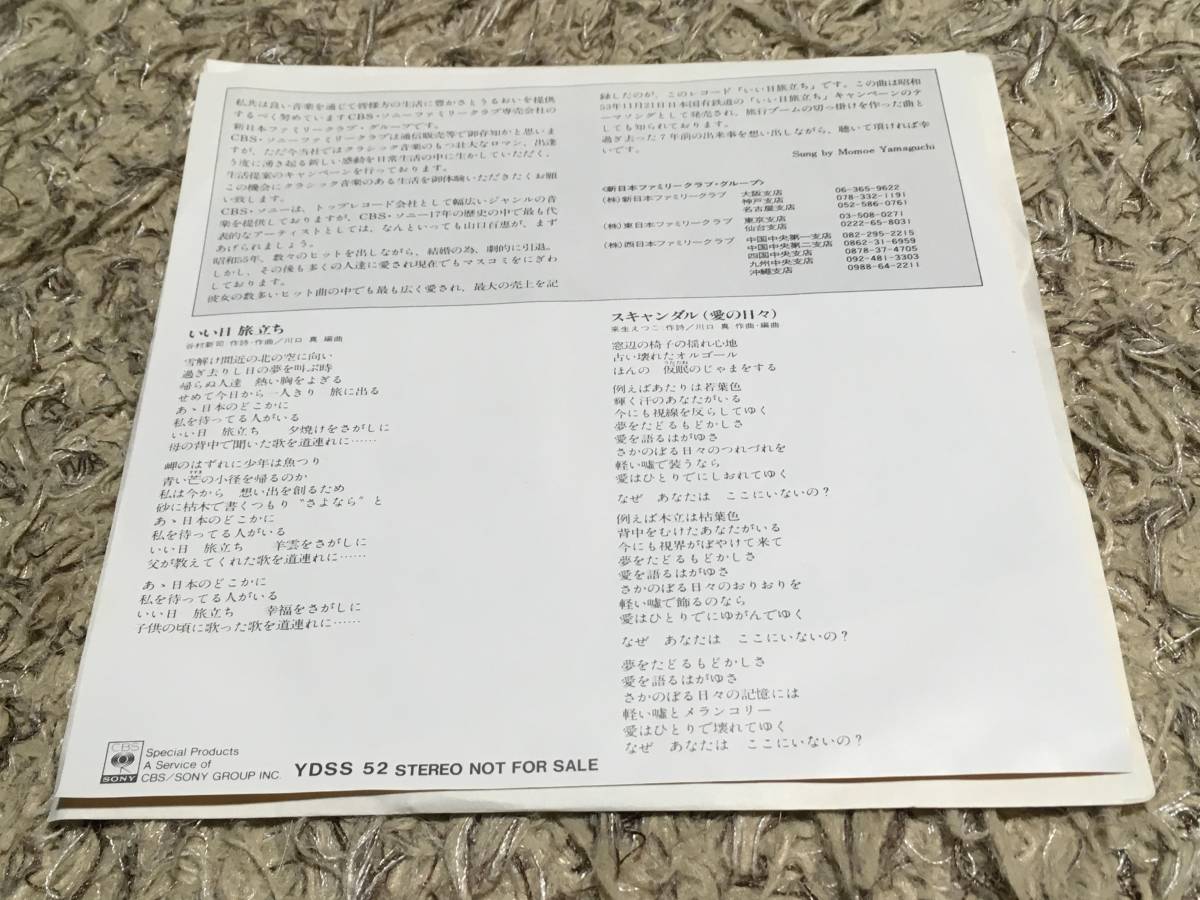 私共は良い音楽を通じて皆様方の生活に豊かさとうるおいを提供
するべく努めていますCBS・ソニーファミリークラブ専売会社の
新日本ファミリークラブ・グループです。
CBS・ソニーファミリー・クラブは通信販売等で御存知かと思いま
すが、ただ今当社ではクラシック音楽のもつ壮大なロマン、出逢
う度に湧き起る新しい感動を日常生活の中に生かしていただく、
生活提案のキャンペーンを行っております。
この機会にクラシック音楽のある生活を御体験いただきたくお願
い致します。
CBS・ソニーは、トップレコード会社として幅広いジャンルの音
楽を提供しておりますが、CBS・ソニー17年の歴史の中で最も代
表的なアーティストとしては、なんといっても山口百恵が、まず
あげられましょう。
昭和55年、数々のヒットを出しながら、結婚の為、劇的に引退。
しかし、その後も多くの人達に愛され現在でもマスコミをにぎわ
しております。
彼女の数多いヒット曲の中でも最も広く愛され、最大の売上を記
録したのが、このレコード「いい日旅立ち」です。この曲は昭和
53年11月21日日本国有鉄道の「いい日旅立ち」キャンペーンのテ
ーマソングとして発売され、旅行ブームの切っ掛けを作った曲と
しても知られております。
過ぎ去った7年前の出来事を想い出しながら、聴いて頂ければ幸
いです。
Sung by Momoe Yamaguchi
〈新日本ファミリークラブ・グループ〉
(株)新日本ファミリークラブ 大阪支店 06-365-9622
神戸支店 078-332-1191
名古屋支店 052-586-0761
(株)東日本ファミリークラブ 東京支店 03-508-0271
仙台支店 0222-65-8031
(株)西日本ファミリークラブ 中国中央第一支店 082-295-2215
中国中央第二支店 0862-31-6959
四国中央支店 0878-37-4705
九州中央支店 092-481-3303
沖縄支店 0988-64-2211
いい日 旅立ち
谷村新司 作詩・作曲/川口 真 編曲
雪解け間近の北の空に向い
過ぎ去りし日の夢を叫ぶ時
帰らぬ人達 熱い胸をよぎる
せめて今日から一人きり 旅に出る
あゝ日本のどこかに
私を待ってる人がいる
いい日 旅立ち 夕焼けをさがしに
母の背中で聞いた歌を道連れに……
岬のはずれに少年は魚つり
青い芒の小径を帰るのか
私は今から 想い出を創るため
砂に枯木で書くつもり“さよなら”と
あゝ日本のどこかに
私を待ってる人がいる
いい日 旅立ち 羊雲をさがしに
父が教えてくれた歌を道連れに……
あゝ日本のどこかに
私を待ってる人がいる
いい日 旅立ち 幸福をさがしに
子供の頃に歌った歌を道連れに……
スキャンダル(愛の日々)
来生えつこ 作詩/川口 真 作曲・編曲
窓辺の椅子の揺れ心地
古い壊れたオルゴール
ほんの 仮眠のじゃまをする
例えばあたりは若葉色
輝く汗のあなたがいる
今にも視線を反らしてゆく
夢をたどるもどかしさ
愛を語るはがゆさ
さかのぼる日々のつれづれを
軽い嘘で装うなら
愛はひとりでにしおれてゆく
なぜ あなたは ここにいないの?
例えば木立は枯葉色
背中をむけたあなたがいる
今にも視界がぼやけて来て
夢をたどるもどかしさ
愛を語るはがゆさ
さかのぼる日々のおりおりを
軽い嘘で飾るのなら
愛はひとりでにゆがんでゆく
なぜ あなたは ここにいないの?
夢をたどるもどかしさ
愛を語るはがゆさ
さかのぼる日々の記憶には
軽い嘘とメランコリー
愛はひとりで壊れてゆく
なぜ あなたは ここにいないの?
CBS
SONY
Special Products
A Service of
CBS/SONY GROUP INC.
YDSS 52 STEREO NOT FOR SALE